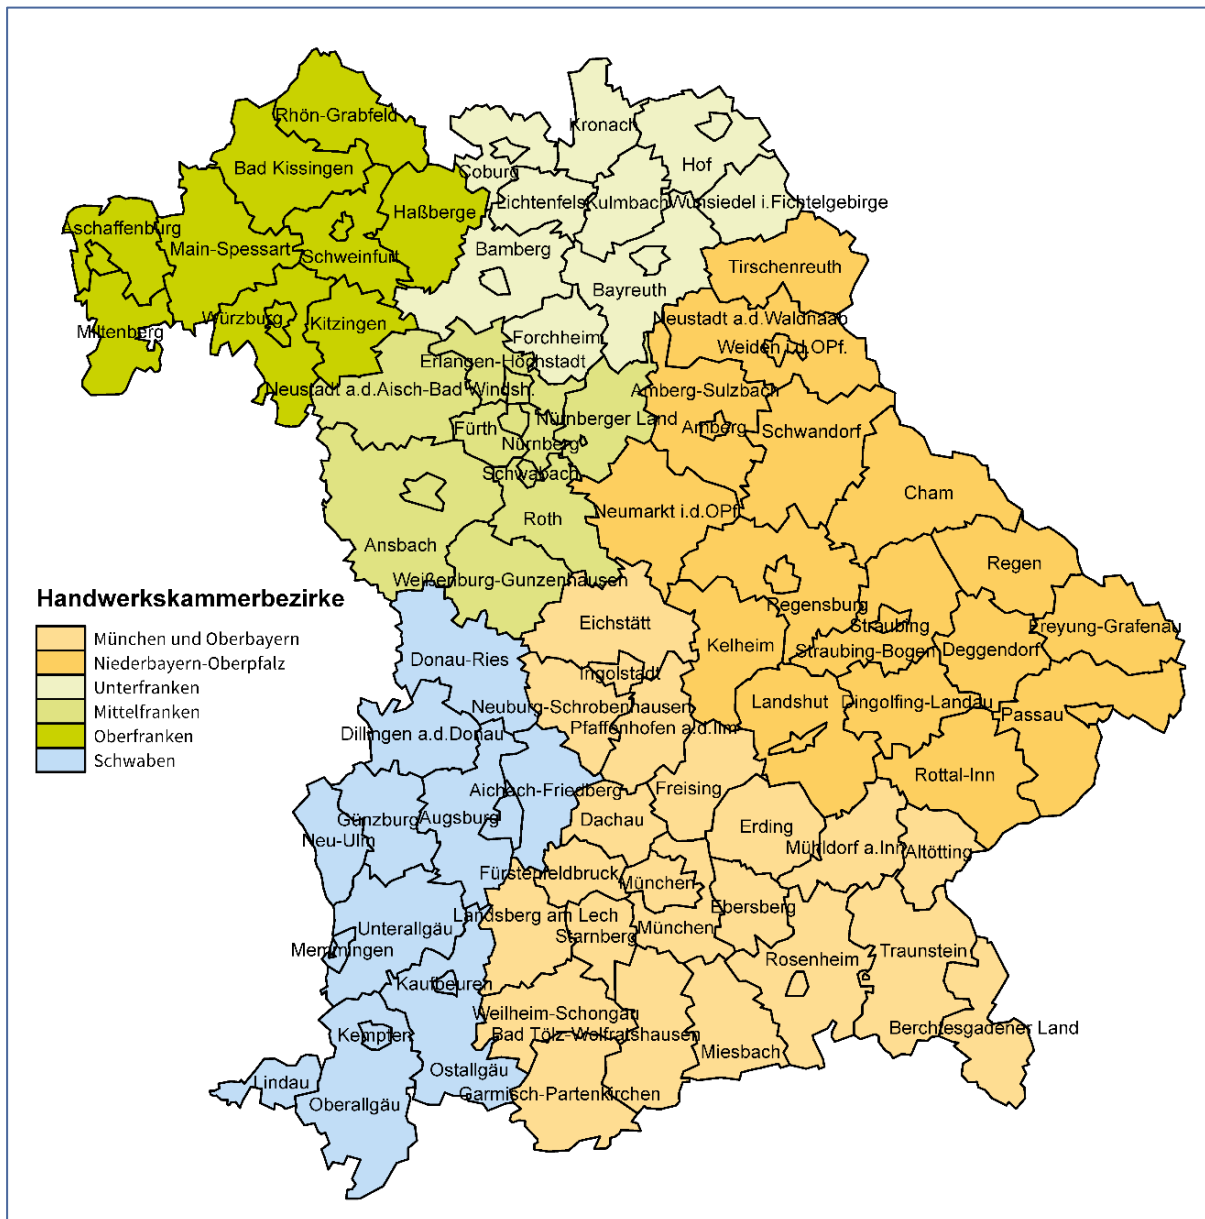 Rhön-Grabfeld
Kronach
Bad Kissingen
Hof
Coburg
Lichtenfels
Kulmbach
Wunsiedel i.Fichtelgebirge
Haßberge
Aschaffenburg
Main-Spessart
Schweinfurt
Bamberg
Tirschenreuth
Bayreuth
Miltenberg
Würzburg
Kitzingen
Neustadt a.d.Waldnaab
Forchheim
Weiden i.d.OPf.
Erlangen-Höchstadt
Neustadt a.d.Aisch-Bad Windsh.
Amberg-Sulzbach
Fürth
Nürnberger Land
Amberg
Schwandorf
Nürnberg
Schwabach
Cham
Neumarkt i.d.OPf.
Roth
Ansbach
Regen
Weißenburg-Gunzenhausen
Handwerkskammerbezirke
München und Oberbayern
Niederbayern-Oberpfalz
Unterfranken
Mittelfranken
Oberfranken
Schwaben
Regensburg
Eichstätt
Straubing
Freyung-Grafenau
Kelheim
Straubing-Bogen
Deggendorf
Donau-Ries
Ingolstadt
Neuburg-Schrobenhausen
Landshut
Dingolfing-Landau
Passau
Pfaffenhofen a.d.Ilm
Dillingen a.d.Donau
Rottal-Inn
Aichach-Friedberg
Freising
Günzburg
Augsburg
Dachau
Erding
Neu-Ulm
Mühldorf a.Inn
Altötting
Fürstenfeldbruck
München
Ebersberg
Landsberg am Lech
Unterallgäu
Starnberg
München
Memmingen
Traunstein
Rosenheim
Kaufbeuren
Weilheim-Schongau
Kempten
Bad Tölz-Wolfratshausen
Berchtesgadener Land
Miesbach
Ostallgäu
Lindau
Garmisch-Partenkirchen
Oberallgäu